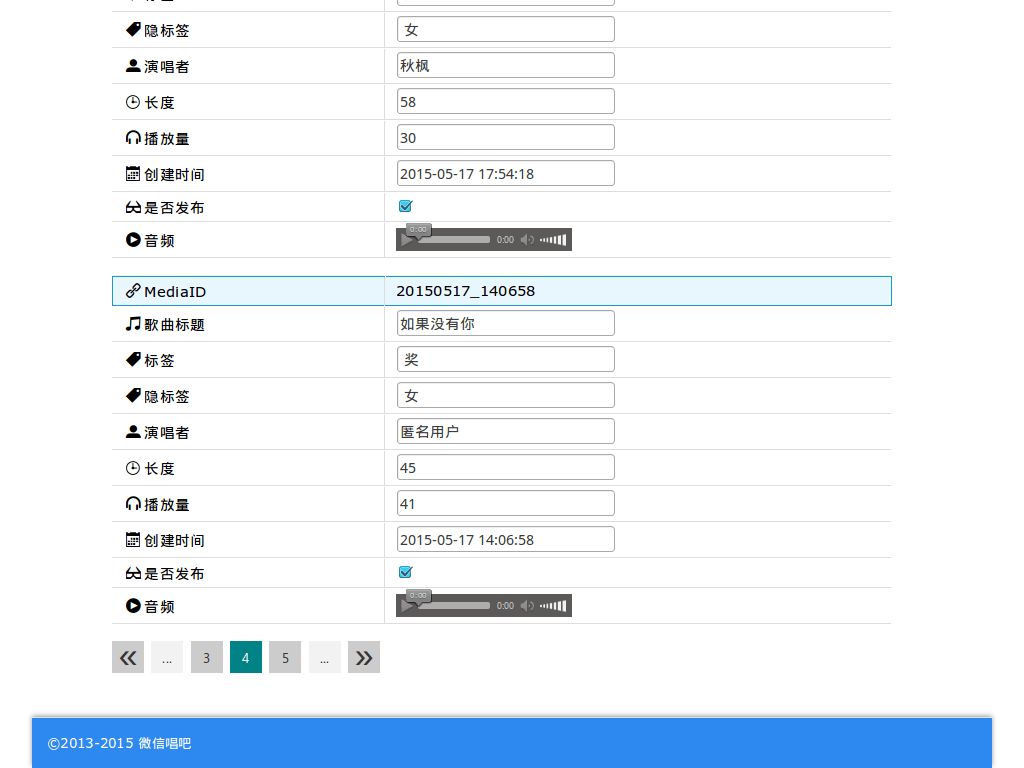 隐标签 女
演唱者 秋枫
长度 58
播放量 30
创建时间 2015-05-17 17:54:18
是否发布
音频 0:00 0:00
MediaID 20150517_140658
歌曲标题 如果没有你
标签 奖
隐标签 女
演唱者 匿名用户
长度 45
播放量 41
创建时间 2015-05-17 14:06:58
是否发布
音频 0:00 0:00
« ... 3 4 5 ... »
©2013-2015 微信唱吧